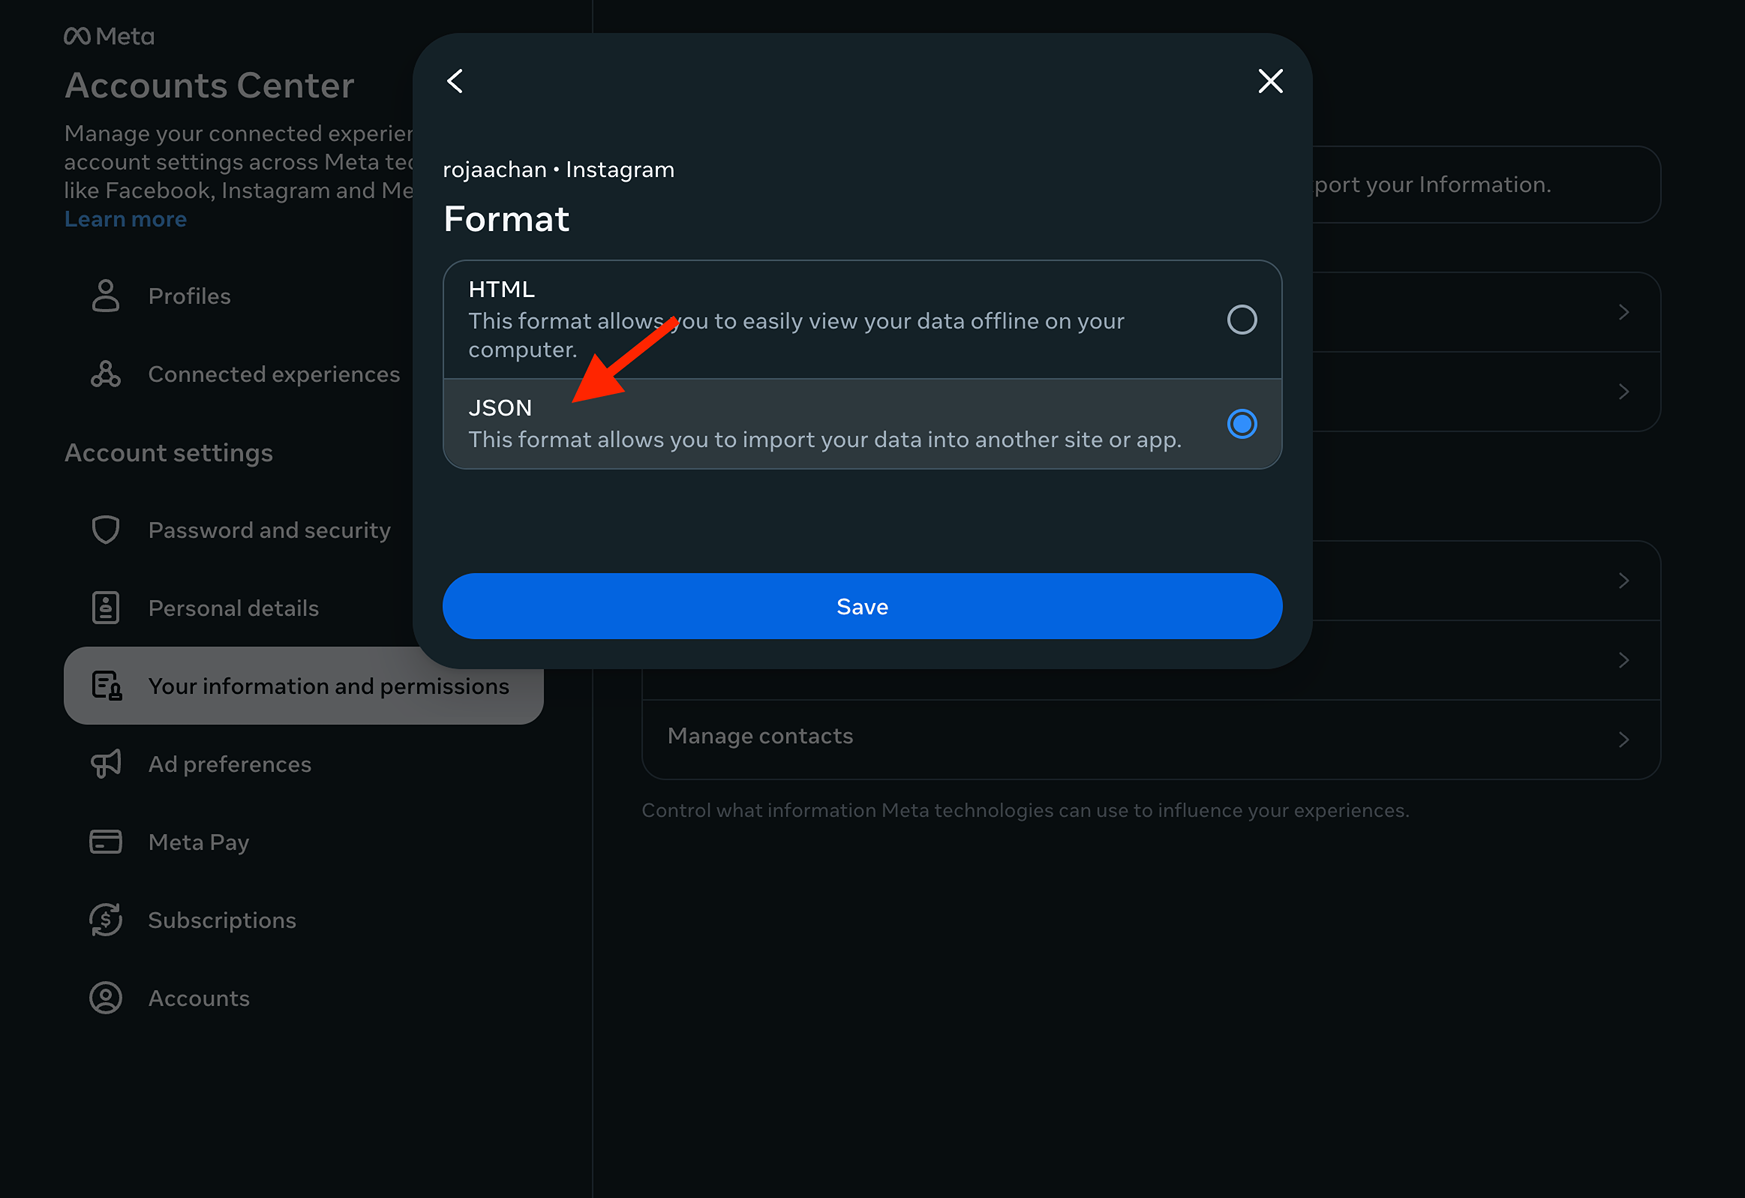 Meta
Accounts Center
Manage your connected experien
account settings across Meta tec
like Facebook, Instagram and Me
Learn more
Profiles
Connected experiences
Account settings
Password and security
Personal details
Your information and permissions
Ad preferences
Meta Pay
Subscriptions
Accounts
rojaachan • Instagram
Format
HTML
This format allows you to easily view your data offline on your
computer.
JSON
This format allows you to import your data into another site or app.
Save
port your Information.
Manage contacts
Control what information Meta technologies can use to influence your experiences.